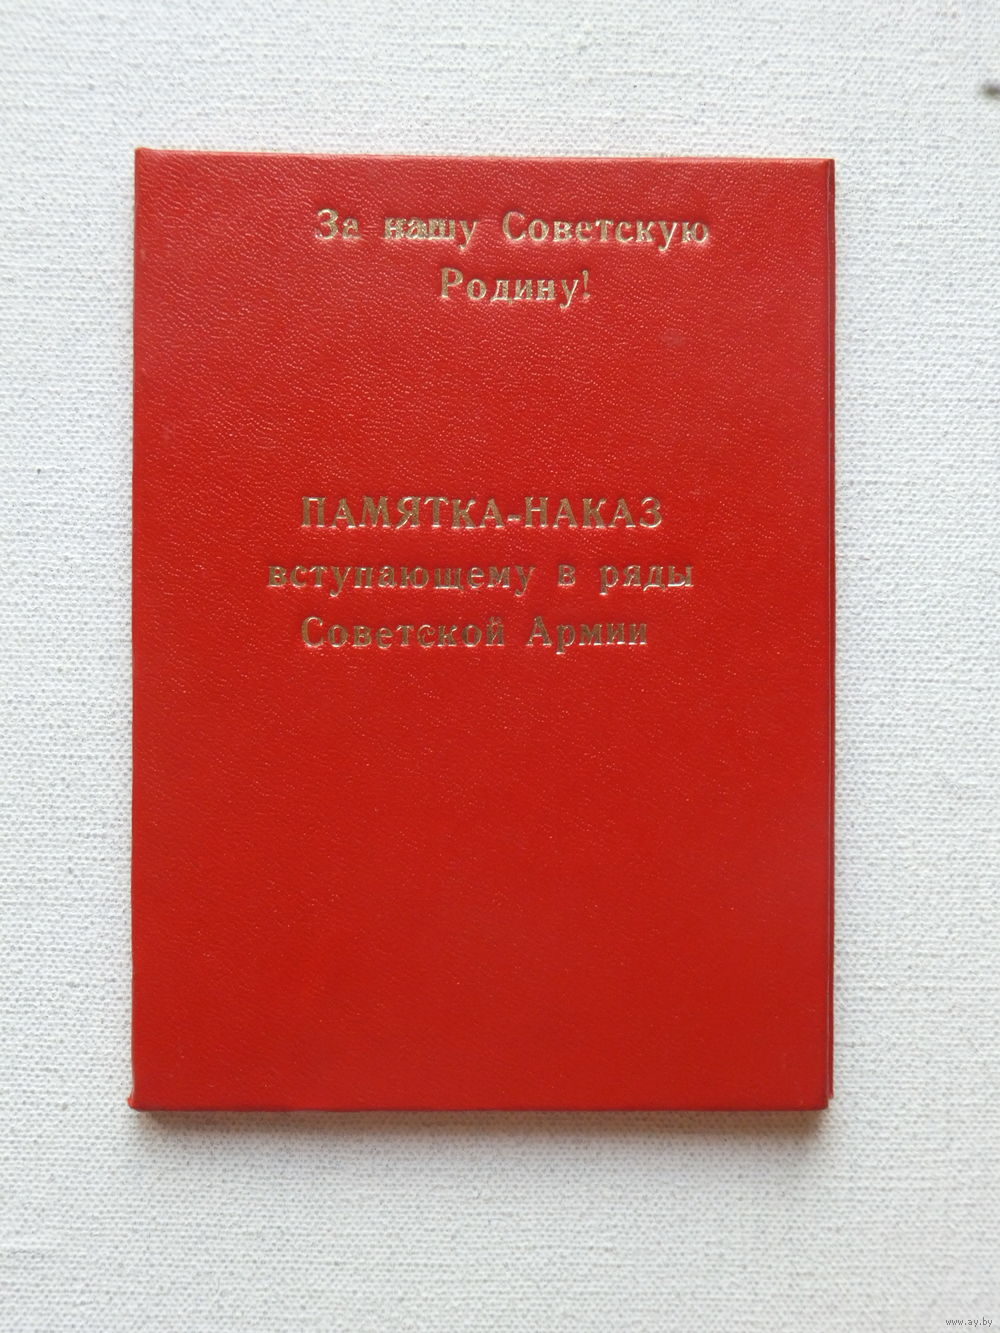 За нашу Советскую
Родину!
ПАМЯТКА-НАКАЗ
вступающему в ряды
Советской Армии
www.ay.by